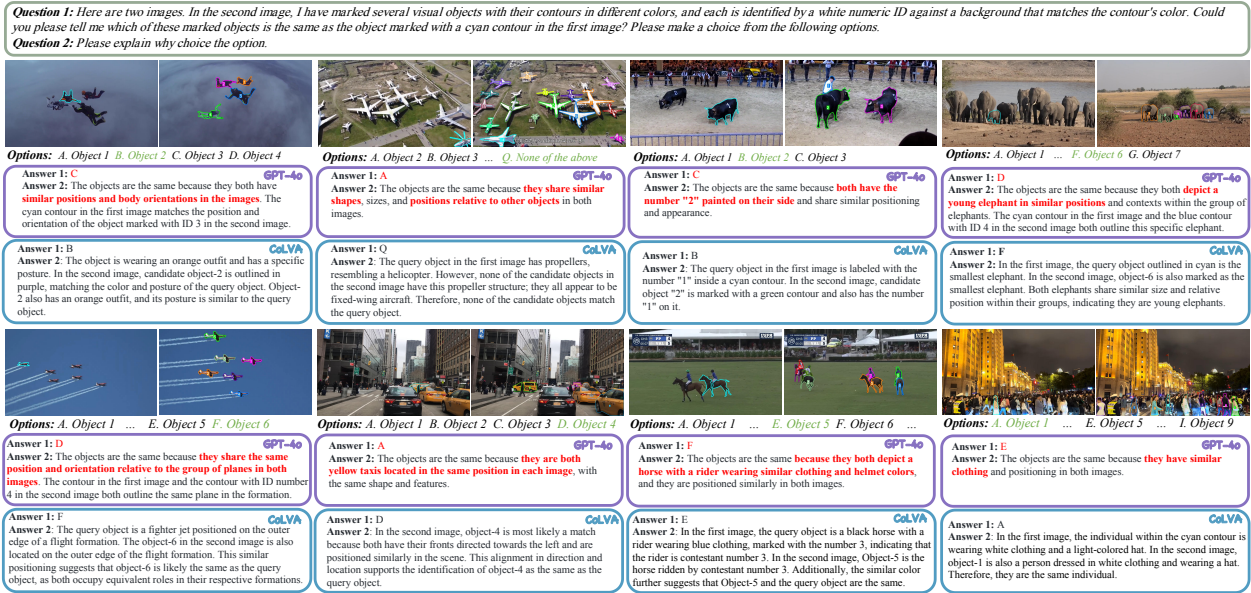 Question 1: Here are two images. In the second image, I have marked several visual objects with their contours in different colors, and each is identified by a white numeric ID against a background that matches the contour's color. Could
you please tell me which of these marked objects is the same as the object marked with a cyan contour in the first image? Please make a choice from the following options.
Question 2: Please explain why choice the option.
Options: A. Object 1 B. Object 2 C. Object 3 D. Object 4
Answer 1: C
GPT-4o
Answer 2: The objects are the same because they both have
similar positions and body orientations in the images. The
cyan contour in the first image matches the position and
orientation of the object marked with ID 3 in the second image.
Answer 1: B
CoLVA
Answer 2: The object is wearing an orange outfit and has a specific
posture. In the second image, candidate object-2 is outlined in
purple, matching the color and posture of the query object. Object-
2 also has an orange outfit, and its posture is similar to the query
object.
Options: A. Object 2 B. Object 3 ... Q. None of the above
Answer 1: A
GPT-4o
Answer 2: The objects are the same because they share similar
shapes, sizes, and positions relative to other objects in both
images.
Answer 1: Q
CoLVA
Answer 2: The query object in the first image has propellers,
resembling a helicopter. However, none of the candidate objects in
the second image have this propeller structure; they all appear to be
fixed-wing aircraft. Therefore, none of the candidate objects match
the query object.
Options: A. Object 1 B. Object 2 C. Object 3
Answer 1: C
GPT-4o
Answer 2: The objects are the same because both have the
number "2" painted on their side and share similar positioning
and appearance.
Answer 1: B
CoLVA
Answer 2: The query object in the first image is labeled with the
number "1" inside a cyan contour. In the second image, candidate
object "2" is marked with a green contour and also has the number
"1" on it.
Options: A. Object 1 ... F. Object 6 G. Object 7
Answer 1: D
GPT-4o
Answer 2: The objects are the same because they both depict a
young elephant in similar positions and contexts within the group of
elephants. The cyan contour in the first image and the blue contour
with ID 4 in the second image both outline this specific elephant.
Answer 1: F
CoLVA
Answer 2: In the first image, the query object outlined in cyan is the
smallest elephant. In the second image, object-6 is also marked as the
smallest elephant. Both elephants share similar size and relative
position within their groups, indicating they are young elephants.
Options: A. Object 1 ... E. Object 5 F. Object 6
Answer 1: D
GPT-4o
Answer 2: The objects are the same because they share the same
position and orientation relative to the group of planes in both
images. The contour in the first image and the contour with ID number
4 in the second image both outline the same plane in the formation.
Answer 1: F
CoLVA
Answer 2: The query object is a fighter jet positioned on the outer
edge of a flight formation. The object-6 in the second image is also
located on the outer edge of the flight formation. This similar
positioning suggests that object-6 is likely the same as the query
object, as both occupy equivalent roles in their respective formations.
Options: A. Object 1 B. Object 2 C. Object 3 D. Object 4
Answer 1: A
GPT-4o
Answer 2: The objects are the same because they are both
yellow taxis located in the same position in each image, with
the same shape and features.
Answer 1: D
CoLVA
Answer 2: In the second image, object-4 is most likely a match
because both have their fronts directed towards the left and are
positioned similarly in the scene. This alignment in direction and
location supports the identification of object-4 as the same as the
query object.
Options: A. Object 1 ... E. Object 5 F. Object 6 ...
Answer 1: F
GPT-4o
Answer 2: The objects are the same because they both depict a
horse with a rider wearing similar clothing and helmet colors,
and they are positioned similarly in both images.
Answer 1: E
CoLVA
Answer 2: In the first image, the query object is a black horse with a
rider wearing blue clothing, marked with the number 3, indicating that
the rider is contestant number 3. In the second image, Object-5 is the
horse ridden by contestant number 3. Additionally, the similar color
further suggests that Object-5 and the query object are the same.
Options: A. Object 1 ... E. Object 5 ... I. Object 9
Answer 1: E
GPT-4o
Answer 2: The objects are the same because they have similar
clothing and positioning in both images.
Answer 1: A
CoLVA
Answer 2: In the first image, the individual within the cyan contour is
wearing white clothing and a light-colored hat. In the second image,
object-1 is also a person dressed in white clothing and wearing a hat.
Therefore, they are the same individual.